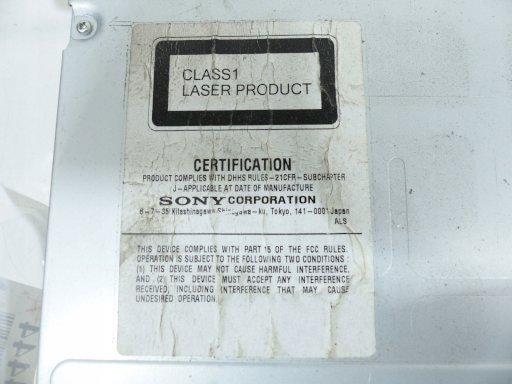 CLASS1
LASER PRODUCT
CERTIFICATION
PRODUCT COMPLIES WITH DHHS RULES-21CFR-SUBCHAPTER
J-APPLICABLE AT DATE OF MANUFACTURE
SONY CORPORATION
6-7-35 Kitashinagawa Shinagawa-ku, Tokyo, 141-0001 Japan
ALS
THIS DEVICE COMPLIES WITH PART 15 OF THE FCC RULES.
OPERATION IS SUBJECT TO THE FOLLOWING TWO CONDITIONS :
(1) THIS DEVICE MAY NOT CAUSE HARMFUL INTERFERENCE,
AND (2) THIS DEVICE MUST ACCEPT ANY INTERFERENCE
RECEIVED, INCLUDING INTERFERENCE THAT MAY CAUSE
UNDESIRED OPERATION.